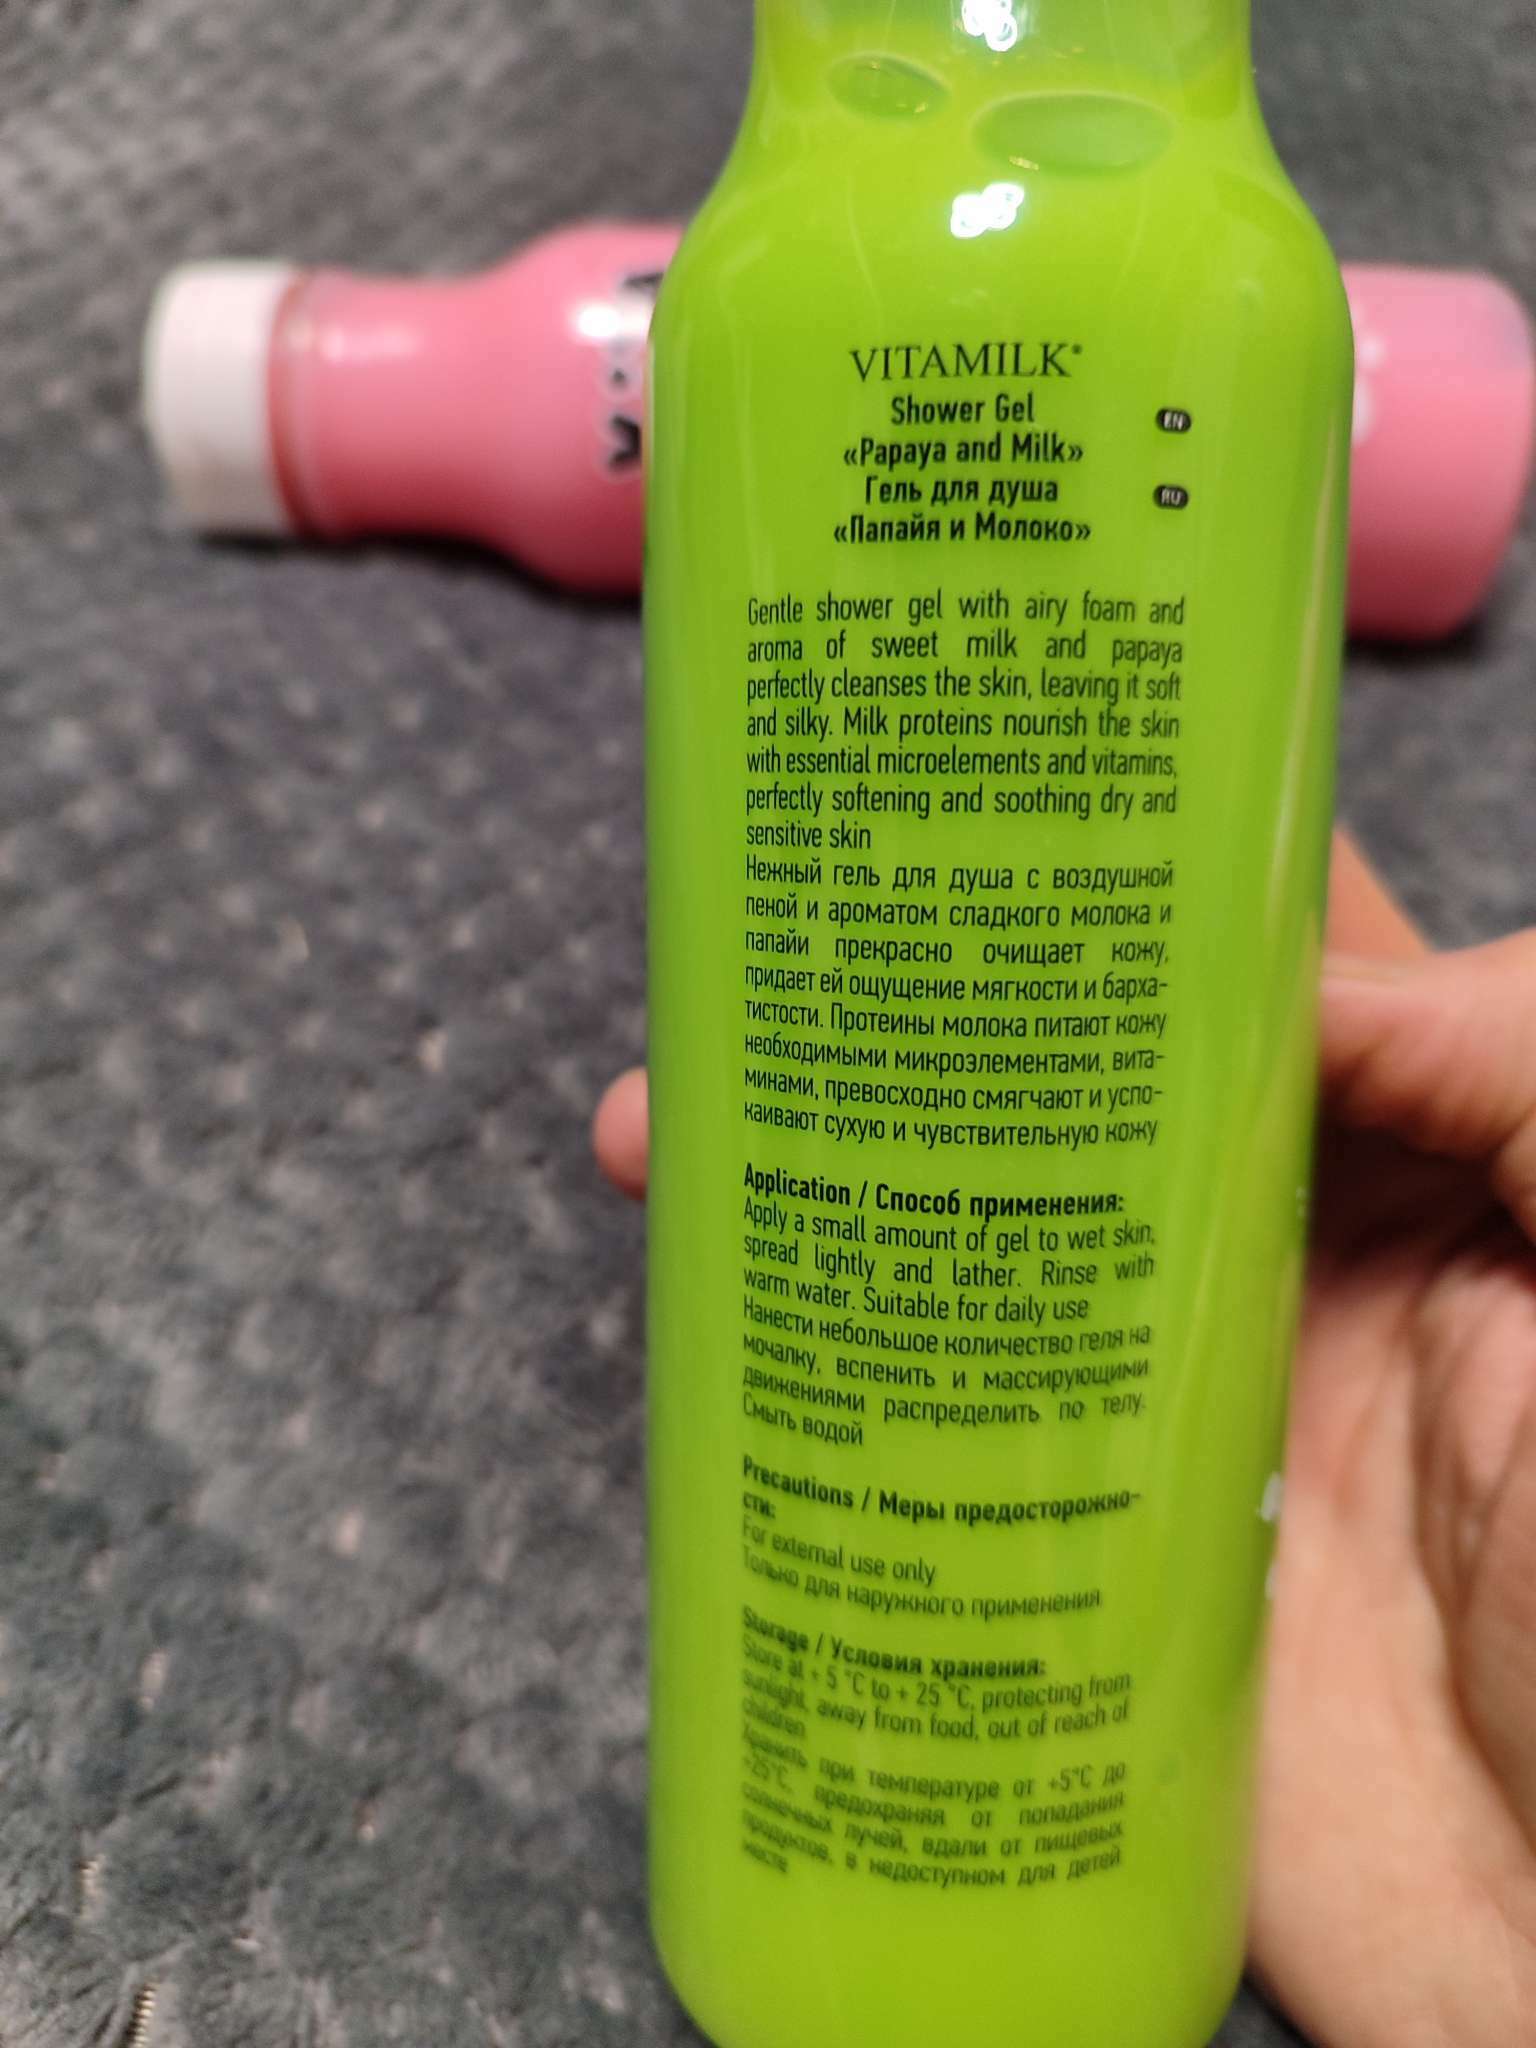 VITAMILK®
Shower Gel
EN
«Papaya and Milk»
Гель для душа
RU
«Папайя и Молоко»
Gentle shower gel with airy foam and
aroma of sweet milk and papaya
perfectly cleanses the skin, leaving it soft
and silky. Milk proteins nourish the skin
with essential microelements and vitamins,
perfectly softening and soothing dry and
sensitive skin
Нежный гель для душа с воздушной
пеной и ароматом сладкого молока и
папайи прекрасно очищает кожу,
придает ей ощущение мягкости и барха-
тистости. Протеины молока питают кожу
необходимыми микроэлементами, вита-
минами, превосходно смягчают и успо-
каивают сухую и чувствительную кожу
Application / Способ применения:
Apply a small amount of gel to wet skin,
spread lightly and lather. Rinse with
warm water. Suitable for daily use
Нанести небольшое количество геля на
мочалку, вспенить и массирующими
движениями распределить по телу.
Смыть водой
Precautions / Меры предосторожно-
сти:
For external use only
Только для наружного применения
Storage / Условия хранения:
Store at + 5 °C to + 25 °C, protecting from
sunlight, away from food, out of reach of
children
Хранить при температуре от +5°C до
+25°C, предохраняя от попадания
солнечных лучей, вдали от пищевых
продуктов, в недоступном для детей
месте